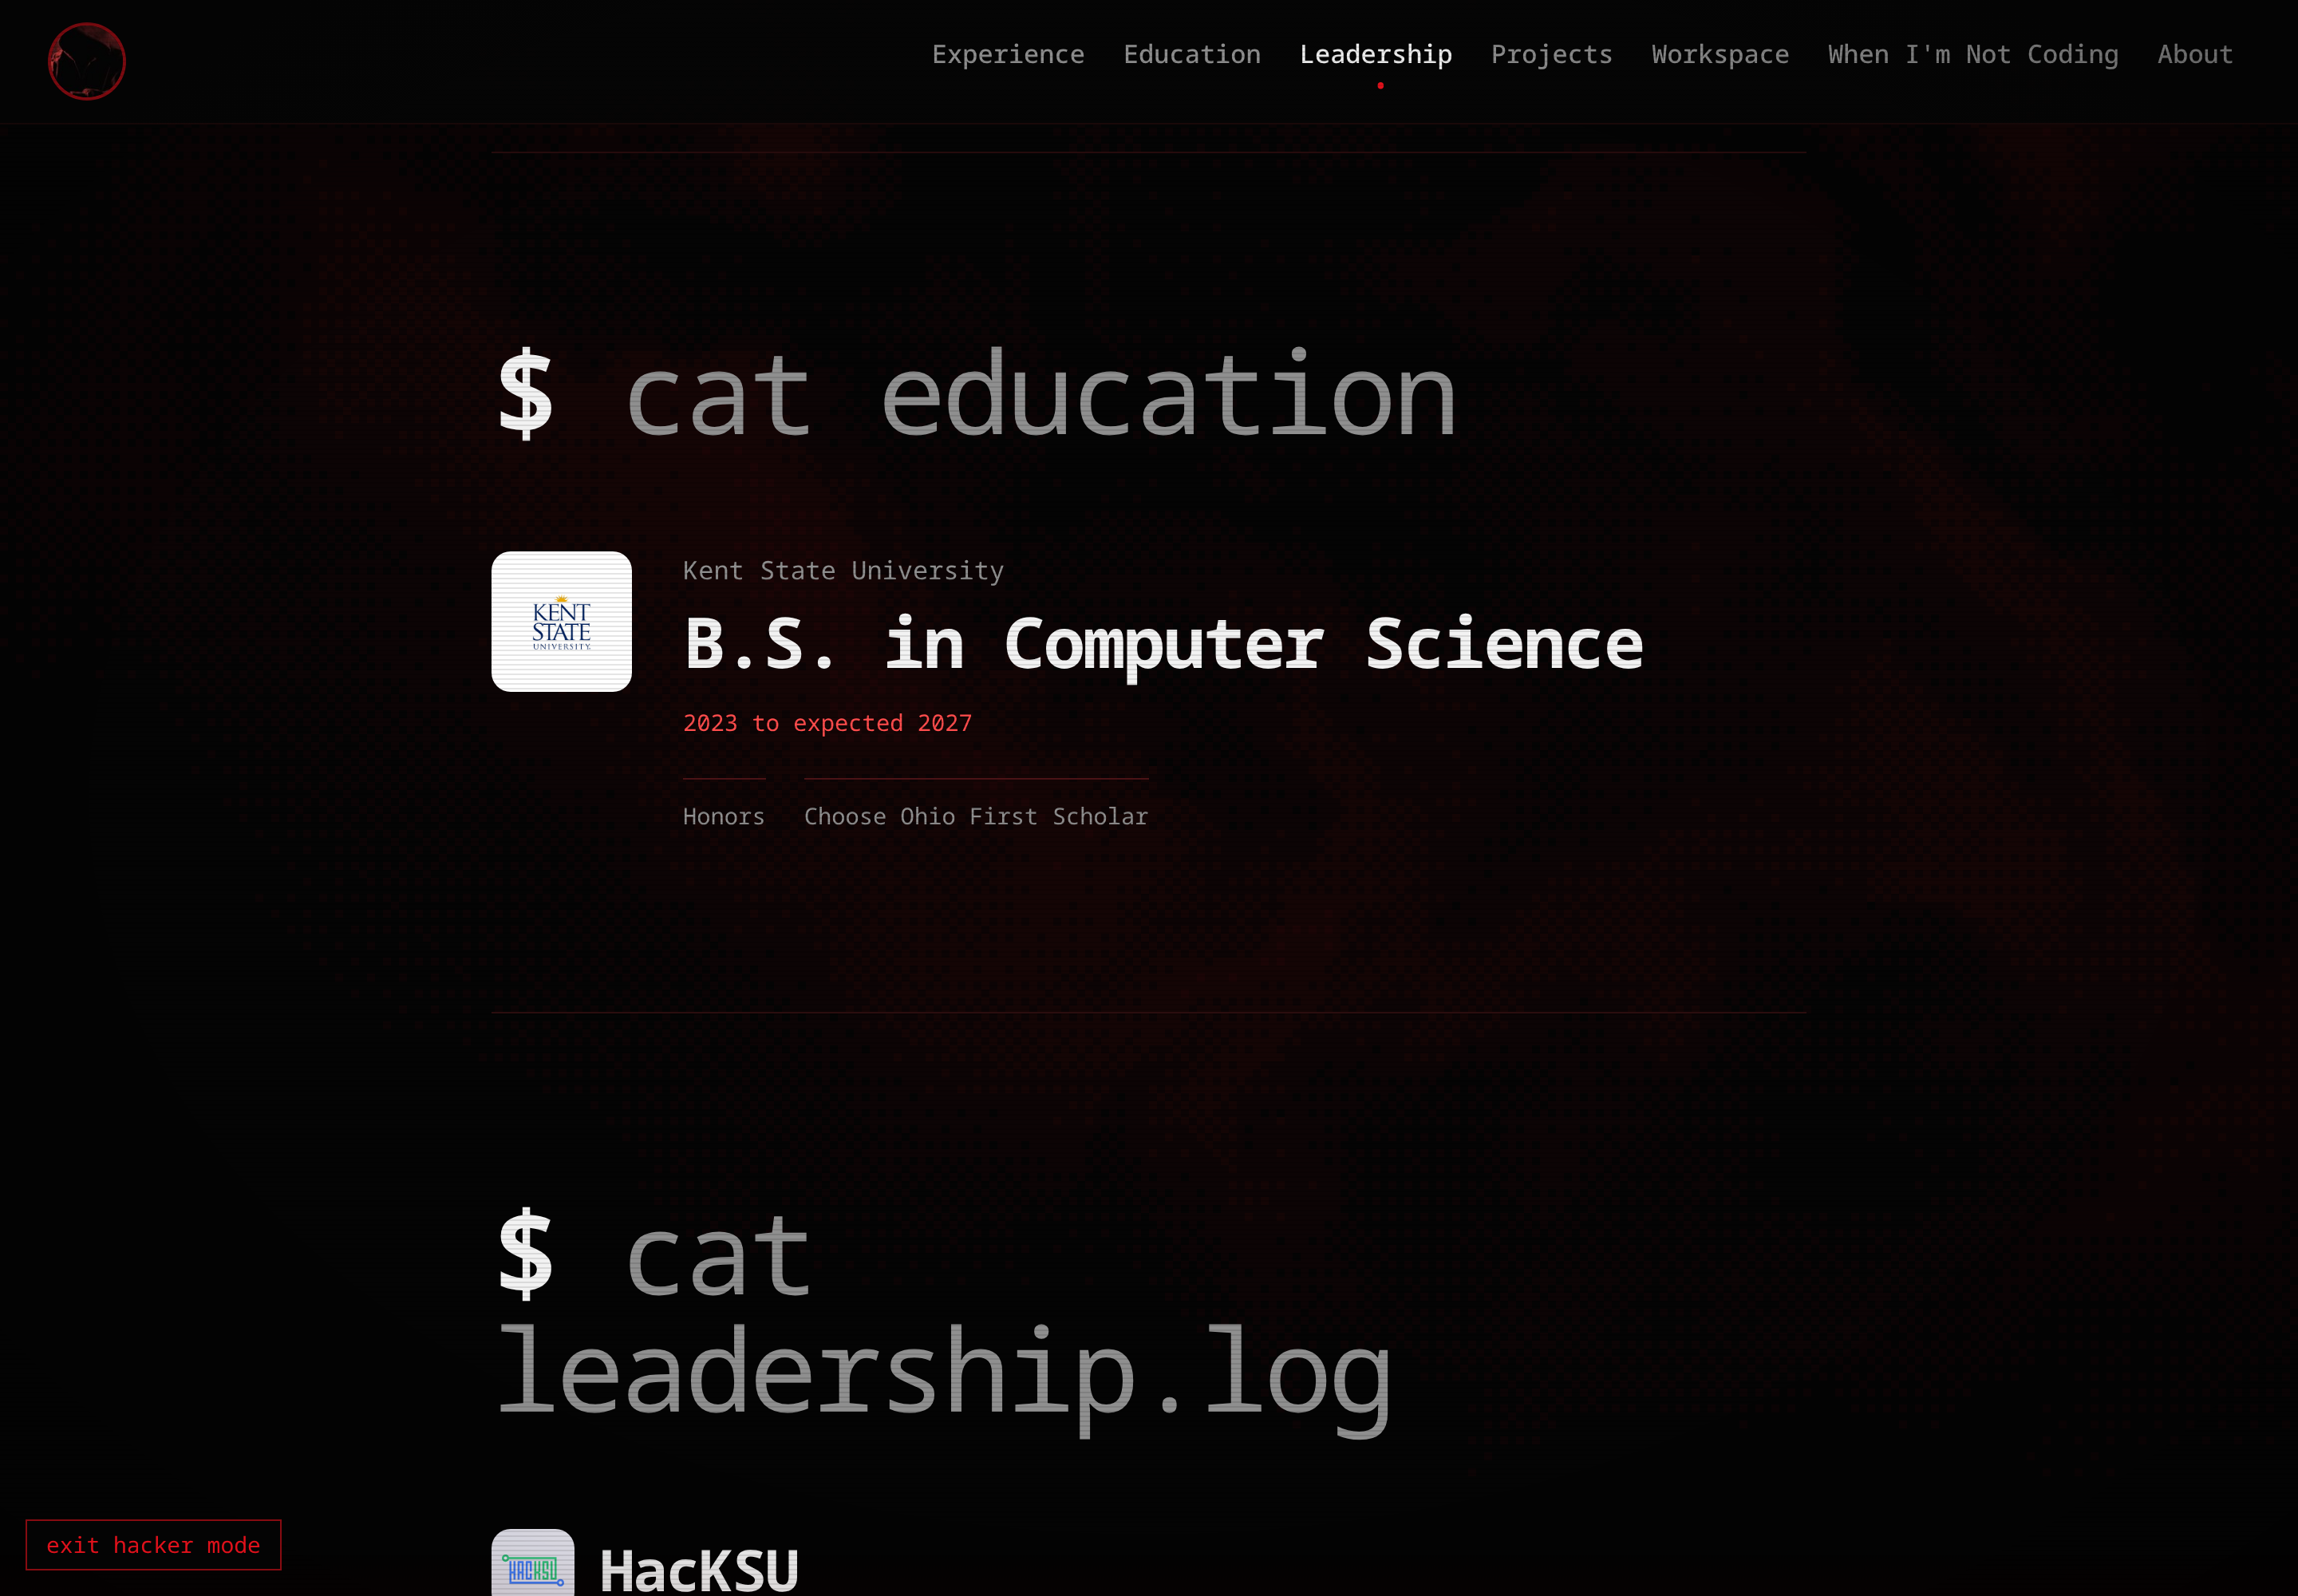 Experience Education Leadership Projects Workspace When I'm Not Coding About
$ cat education
KENT
STATE
UNIVERSITY.
Kent State University
B.S. in Computer Science
2023 to expected 2027
Honors Choose Ohio First Scholar
$ cat
leadership.log
exit hacker mode
HACKSU
HacKSU